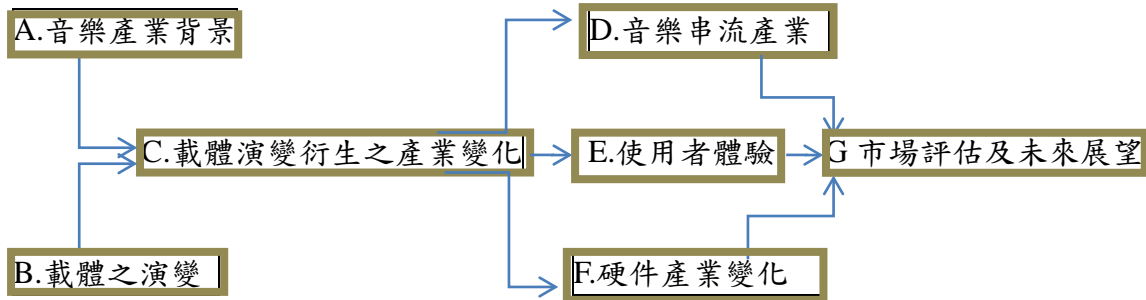 A.音樂產業背景
D.音樂串流產業
C.載體演變衍生之產業變化
E.使用者體驗
G 市場評估及未來展望
B.載體之演變
F.硬件產業變化